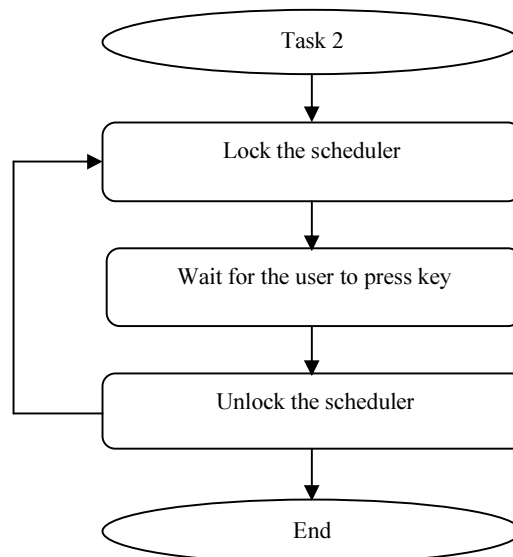 Task 2
Lock the scheduler
Wait for the user to press key
Unlock the scheduler
End